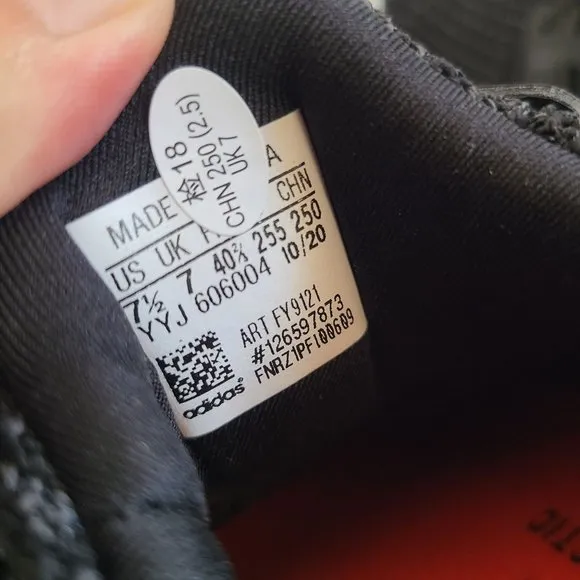 检18
CHN 250 (2.5)
UK7
MADE A
US UK F CHN
7½ 7 40⅔ 255 250
YYJ 606004 10/20
ART FY9121
#126597873
FNRZ1PFI00609
adidas